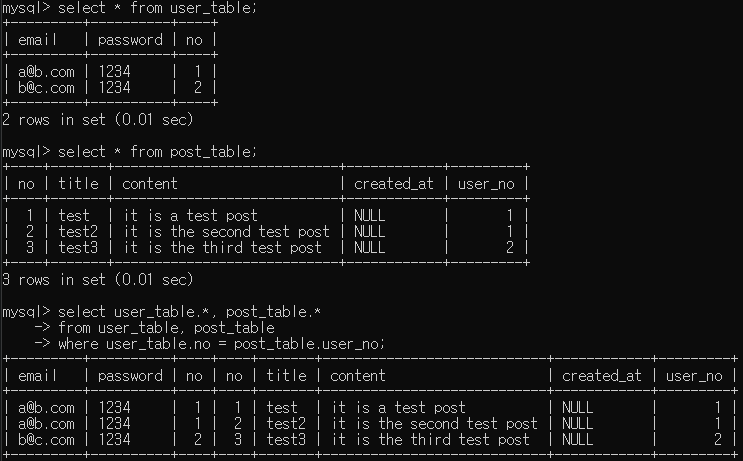 mysql> select * from user_table;
+---------+----------+----+
| email   | password | no |
+---------+----------+----+
| a@b.com | 1234     |  1 |
| b@c.com | 1234     |  2 |
+---------+----------+----+
2 rows in set (0.01 sec)
mysql> select * from post_table;
+----+-------+---------------------------+------------+---------+
| no | title | content                   | created_at | user_no |
+----+-------+---------------------------+------------+---------+
|  1 | test  | it is a test post         | NULL       |       1 |
|  2 | test2 | it is the second test post | NULL       |       1 |
|  3 | test3 | it is the third test post  | NULL       |       2 |
+----+-------+---------------------------+------------+---------+
3 rows in set (0.01 sec)
mysql> select user_table.*, post_table.*
    -> from user_table, post_table
    -> where user_table.no = post_table.user_no;
+---------+----------+----+----+-------+----------------------------+------------+---------+
| email   | password | no | no | title | content                    | created_at | user_no |
+---------+----------+----+----+-------+----------------------------+------------+---------+
| a@b.com | 1234     |  1 |  1 | test  | it is a test post          | NULL       |       1 |
| a@b.com | 1234     |  1 |  2 | test2 | it is the second test post | NULL       |       1 |
| b@c.com | 1234     |  2 |  3 | test3 | it is the third test post  | NULL       |       2 |
+---------+----------+----+----+-------+----------------------------+------------+---------+